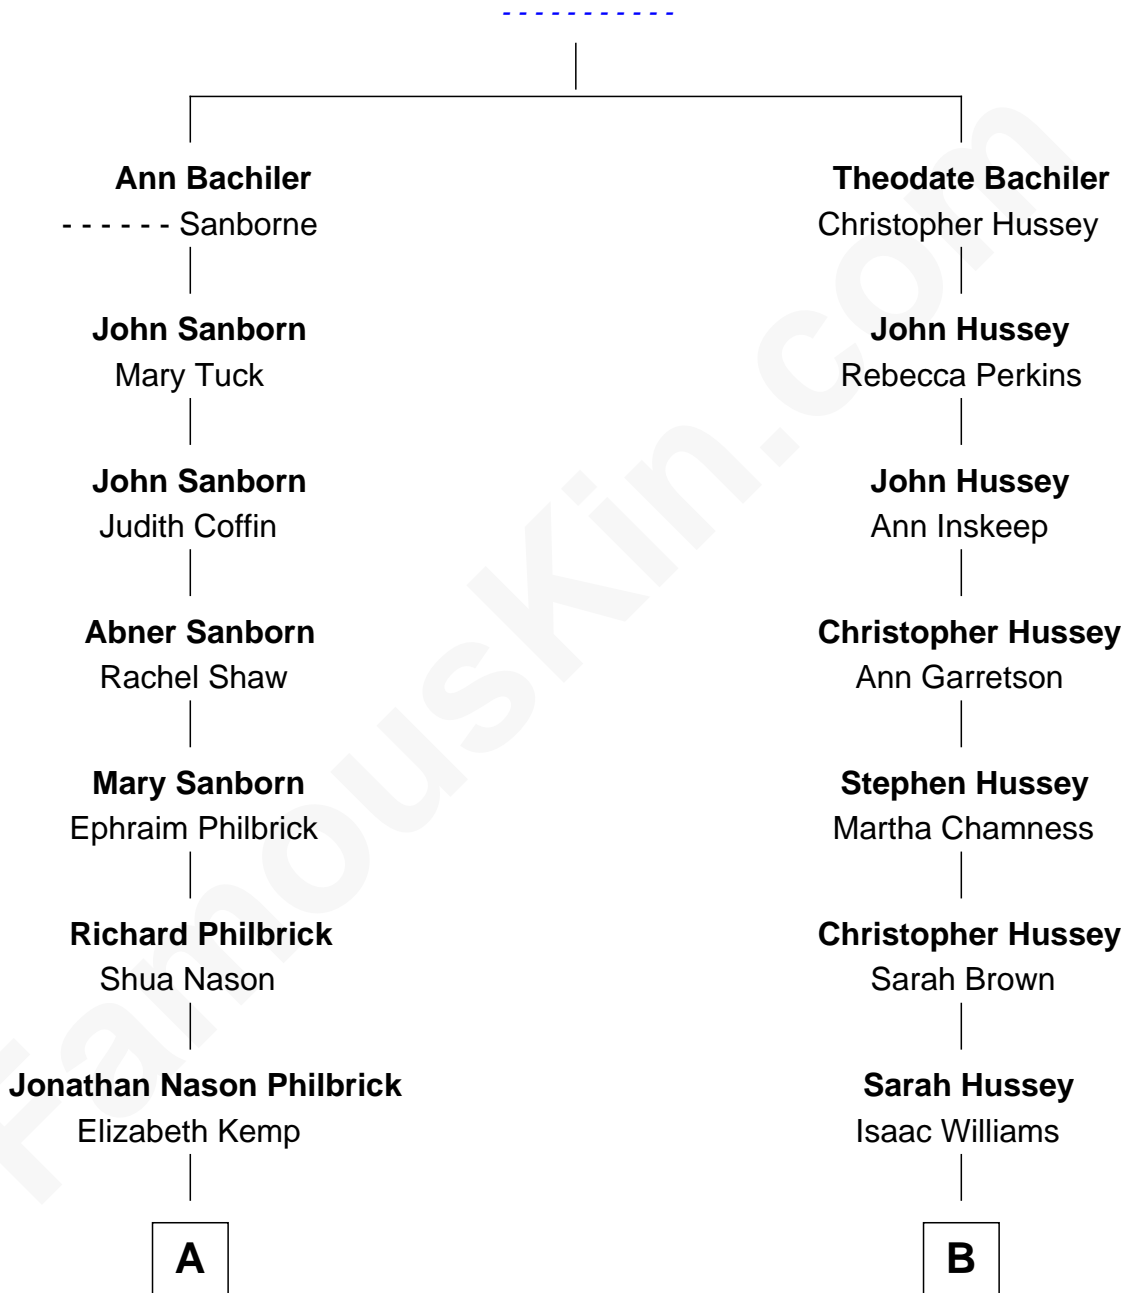 - - - - - - - - - - -
Ann Bachiler
- - - - - - Sanborne
John Sanborn
Mary Tuck
John Sanborn
Judith Coffin
Abner Sanborn
Rachel Shaw
Mary Sanborn
Ephraim Philbrick
Richard Philbrick
Shua Nason
Jonathan Nason Philbrick
Elizabeth Kemp
A
Theodate Bachiler
Christopher Hussey
John Hussey
Rebecca Perkins
John Hussey
Ann Inskeep
Christopher Hussey
Ann Garretson
Stephen Hussey
Martha Chamness
Christopher Hussey
Sarah Brown
Sarah Hussey
Isaac Williams
B
FamousKin.com